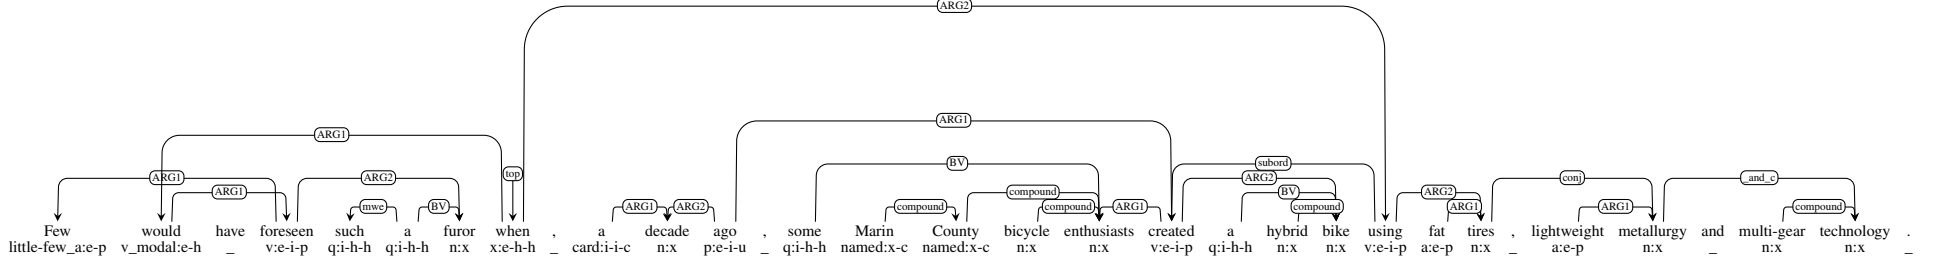 ARG2
ARG1
ARG1
BV
top
subord
ARG1 ARG2 ARG2 conj _and_c
ARG1 compound BV ARG2
mwe BV ARG1 ARG2 compound compound ARG1 compound ARG1 ARG1 compound
Few would have foreseen such a furor when , a decade ago , some Marin County bicycle enthusiasts created a hybrid bike using fat tires , lightweight metallurgy and multi-gear technology .
little-few_a:e-p v_modal:e-h _ v:e-i-p q:i-h-h q:i-h-h n:x x:e-h-h _ card:i-i-c n:x p:e-i-u _ q:i-h-h named:x-c named:x-c n:x n:x v:e-i-p q:i-h-h n:x n:x v:e-i-p a:e-p n:x _ a:e-p n:x _ n:x n:x _